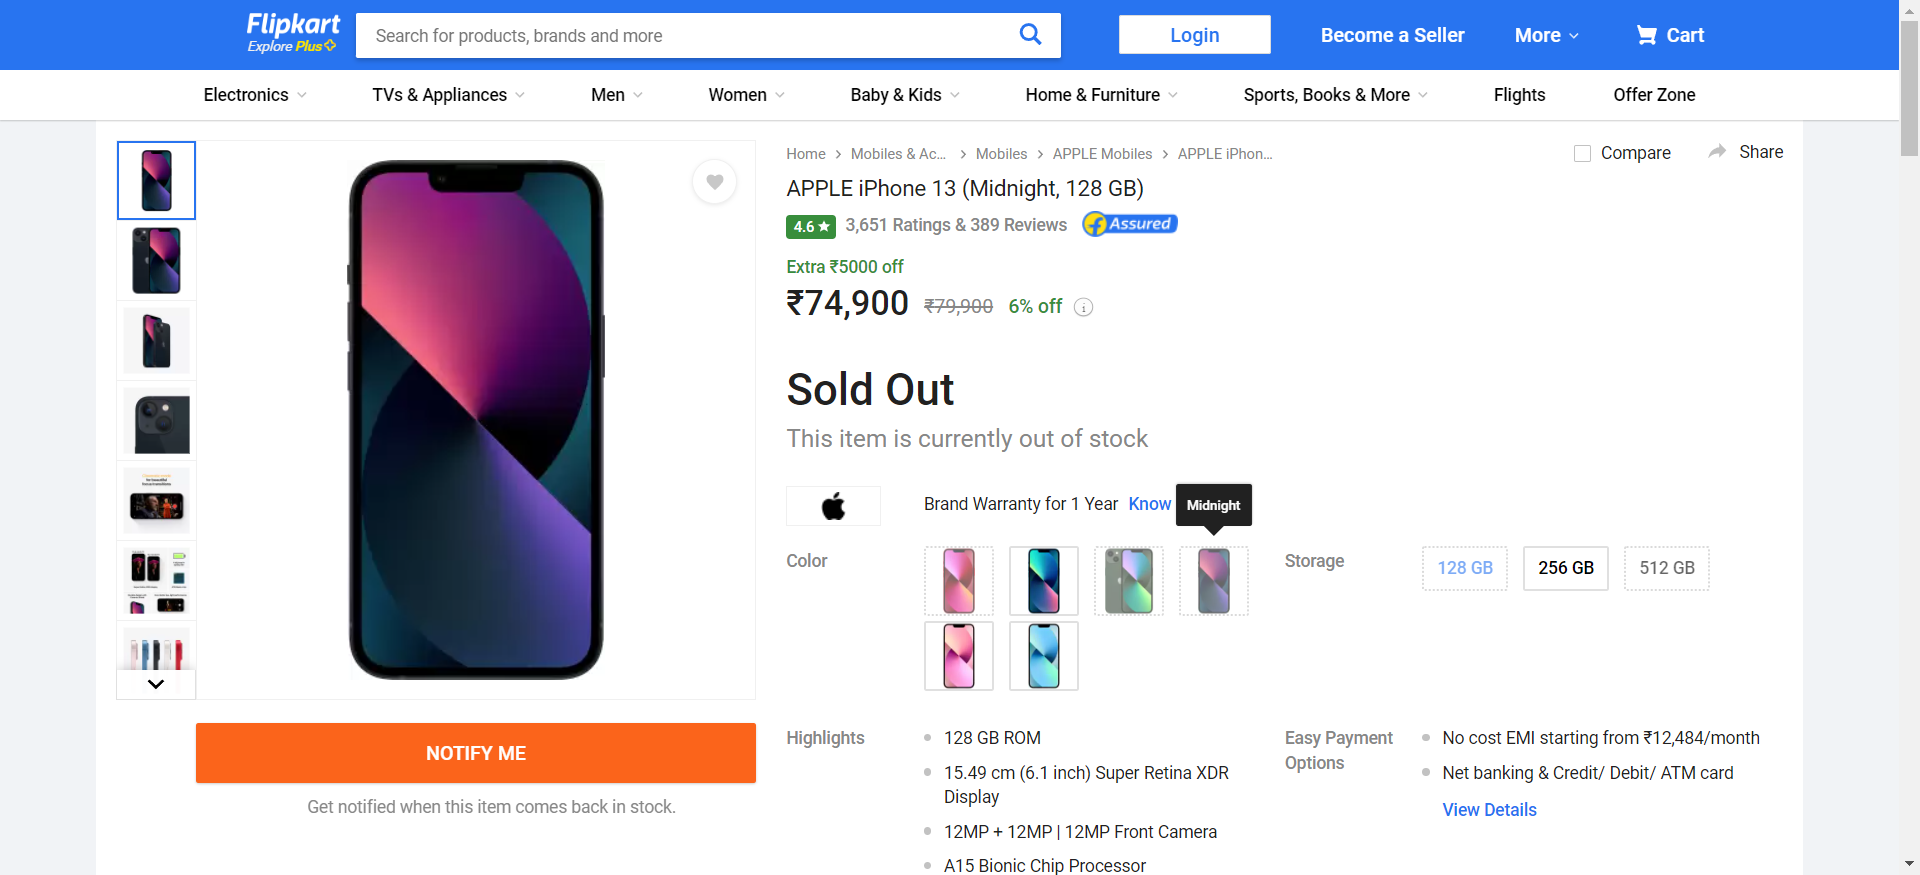 Flipkart
Explore Plus
Search for products, brands and more
Login
Become a Seller
More
Cart
Electronics
TVs & Appliances
Men
Women
Baby & Kids
Home & Furniture
Sports, Books & More
Flights
Offer Zone
Home
Mobiles & Ac...
Mobiles
APPLE Mobiles
APPLE iPhon...
Compare
Share
APPLE iPhone 13 (Midnight, 128 GB)
4.6★
3,651 Ratings & 389 Reviews
Assured
Extra ₹5000 off
₹74,900 ₹79,900 6% off
Sold Out
This item is currently out of stock
Brand Warranty for 1 Year Know
Midnight
Color
Storage
128 GB
256 GB
512 GB
NOTIFY ME
Get notified when this item comes back in stock.
Highlights
128 GB ROM
15.49 cm (6.1 inch) Super Retina XDR
Display
12MP + 12MP | 12MP Front Camera
A15 Bionic Chip Processor
Easy Payment
Options
No cost EMI starting from ₹12,484/month
Net banking & Credit/ Debit/ ATM card
View Details